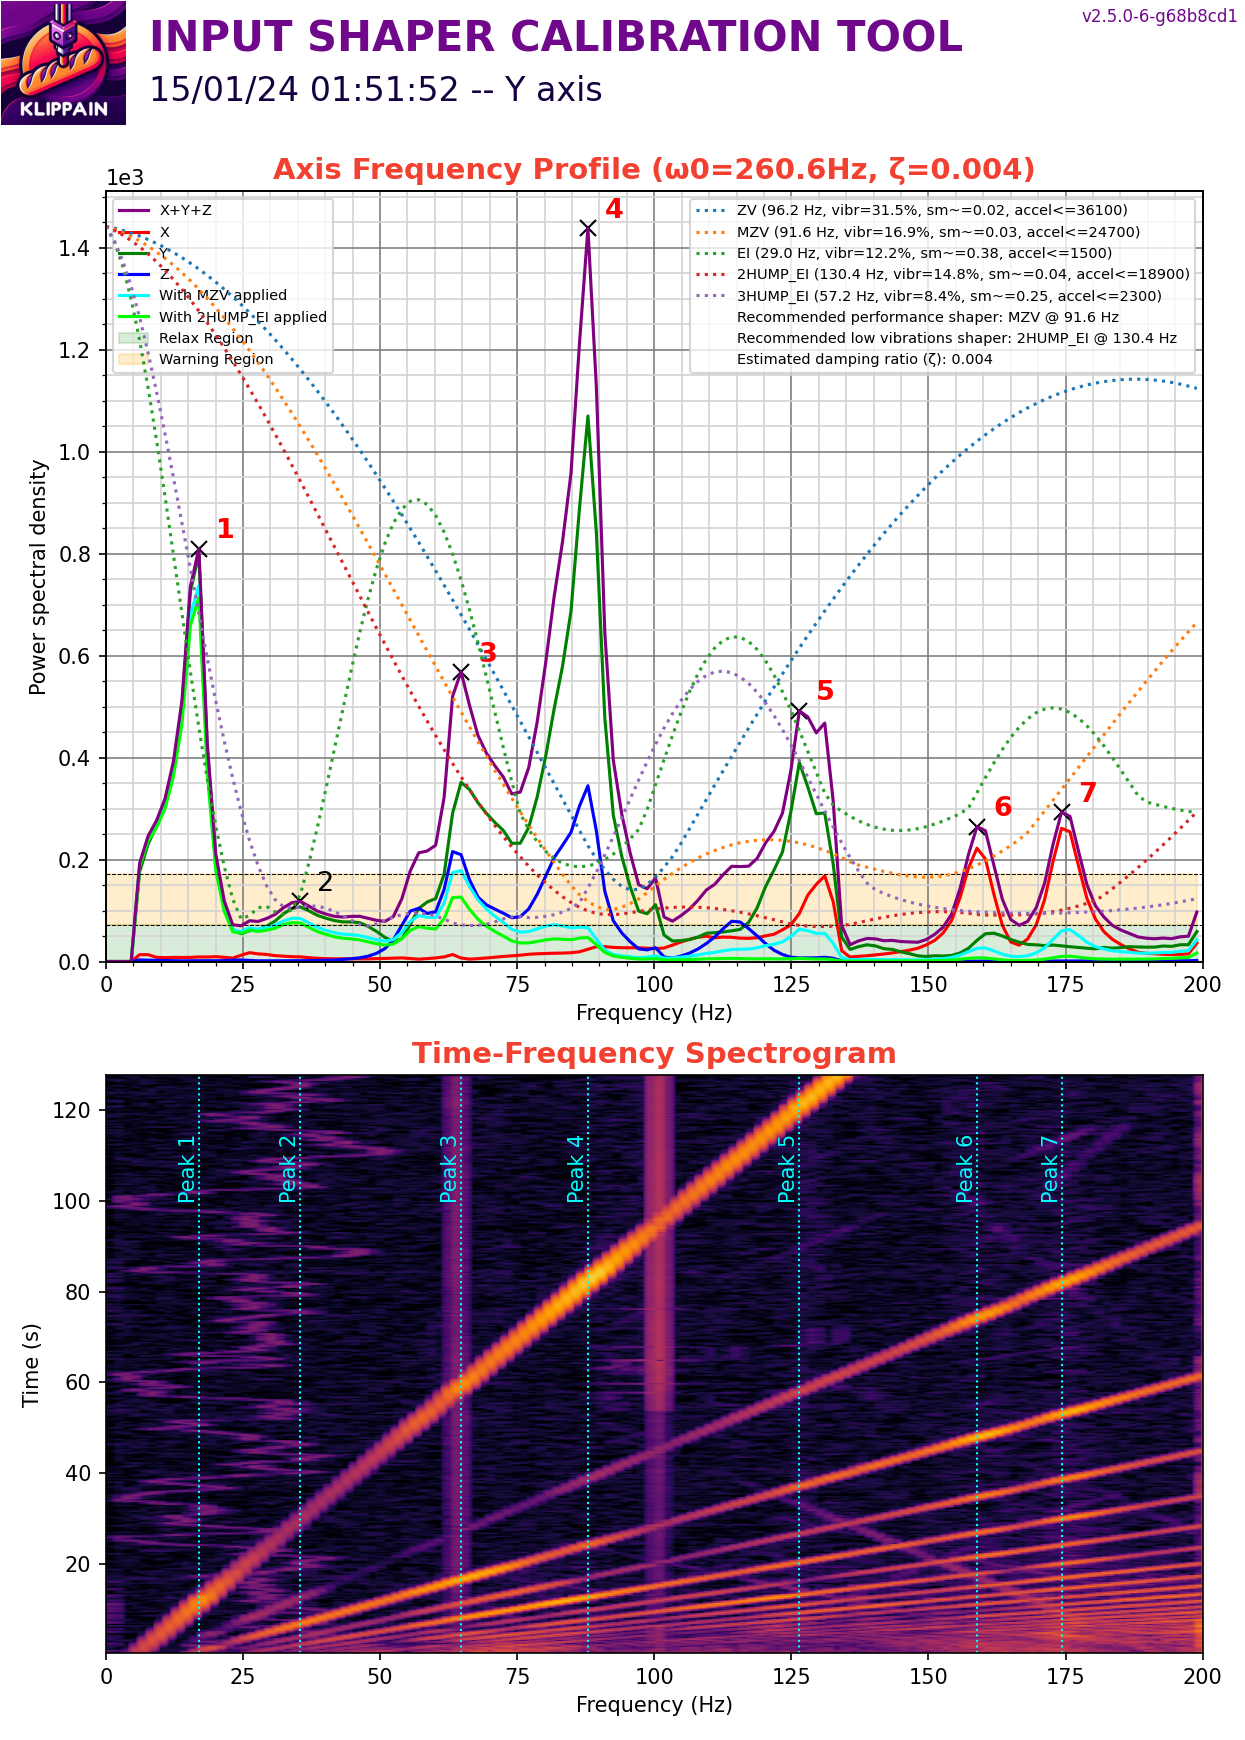 KLIPPAIN
INPUT SHAPER CALIBRATION TOOL
v2.5.0-6-g68b8cd1
15/01/24 01:51:52 -- Y axis
Axis Frequency Profile (ω0=260.6Hz, ζ=0.004)
1e3
X+Y+Z
X
Y
Z
With MZV applied
With 2HUMP_EI applied
Relax Region
Warning Region
ZV (96.2 Hz, vibr=31.5%, sm~=0.02, accel<=36100)
MZV (91.6 Hz, vibr=16.9%, sm~=0.03, accel<=24700)
EI (29.0 Hz, vibr=12.2%, sm~=0.38, accel<=1500)
2HUMP_EI (130.4 Hz, vibr=14.8%, sm~=0.04, accel<=18900)
3HUMP_EI (57.2 Hz, vibr=8.4%, sm~=0.25, accel<=2300)
Recommended performance shaper: MZV @ 91.6 Hz
Recommended low vibrations shaper: 2HUMP_EI @ 130.4 Hz
Estimated damping ratio (ζ): 0.004
1
2
3
4
5
6
7
Power spectral density
1.4
1.2
1.0
0.8
0.6
0.4
0.2
0.0
0 25 50 75 100 125 150 175 200
Frequency (Hz)
Time-Frequency Spectrogram
Time (s)
120
100
80
60
40
20
Peak 1
Peak 2
Peak 3
Peak 4
Peak 5
Peak 6
Peak 7
0 25 50 75 100 125 150 175 200
Frequency (Hz)